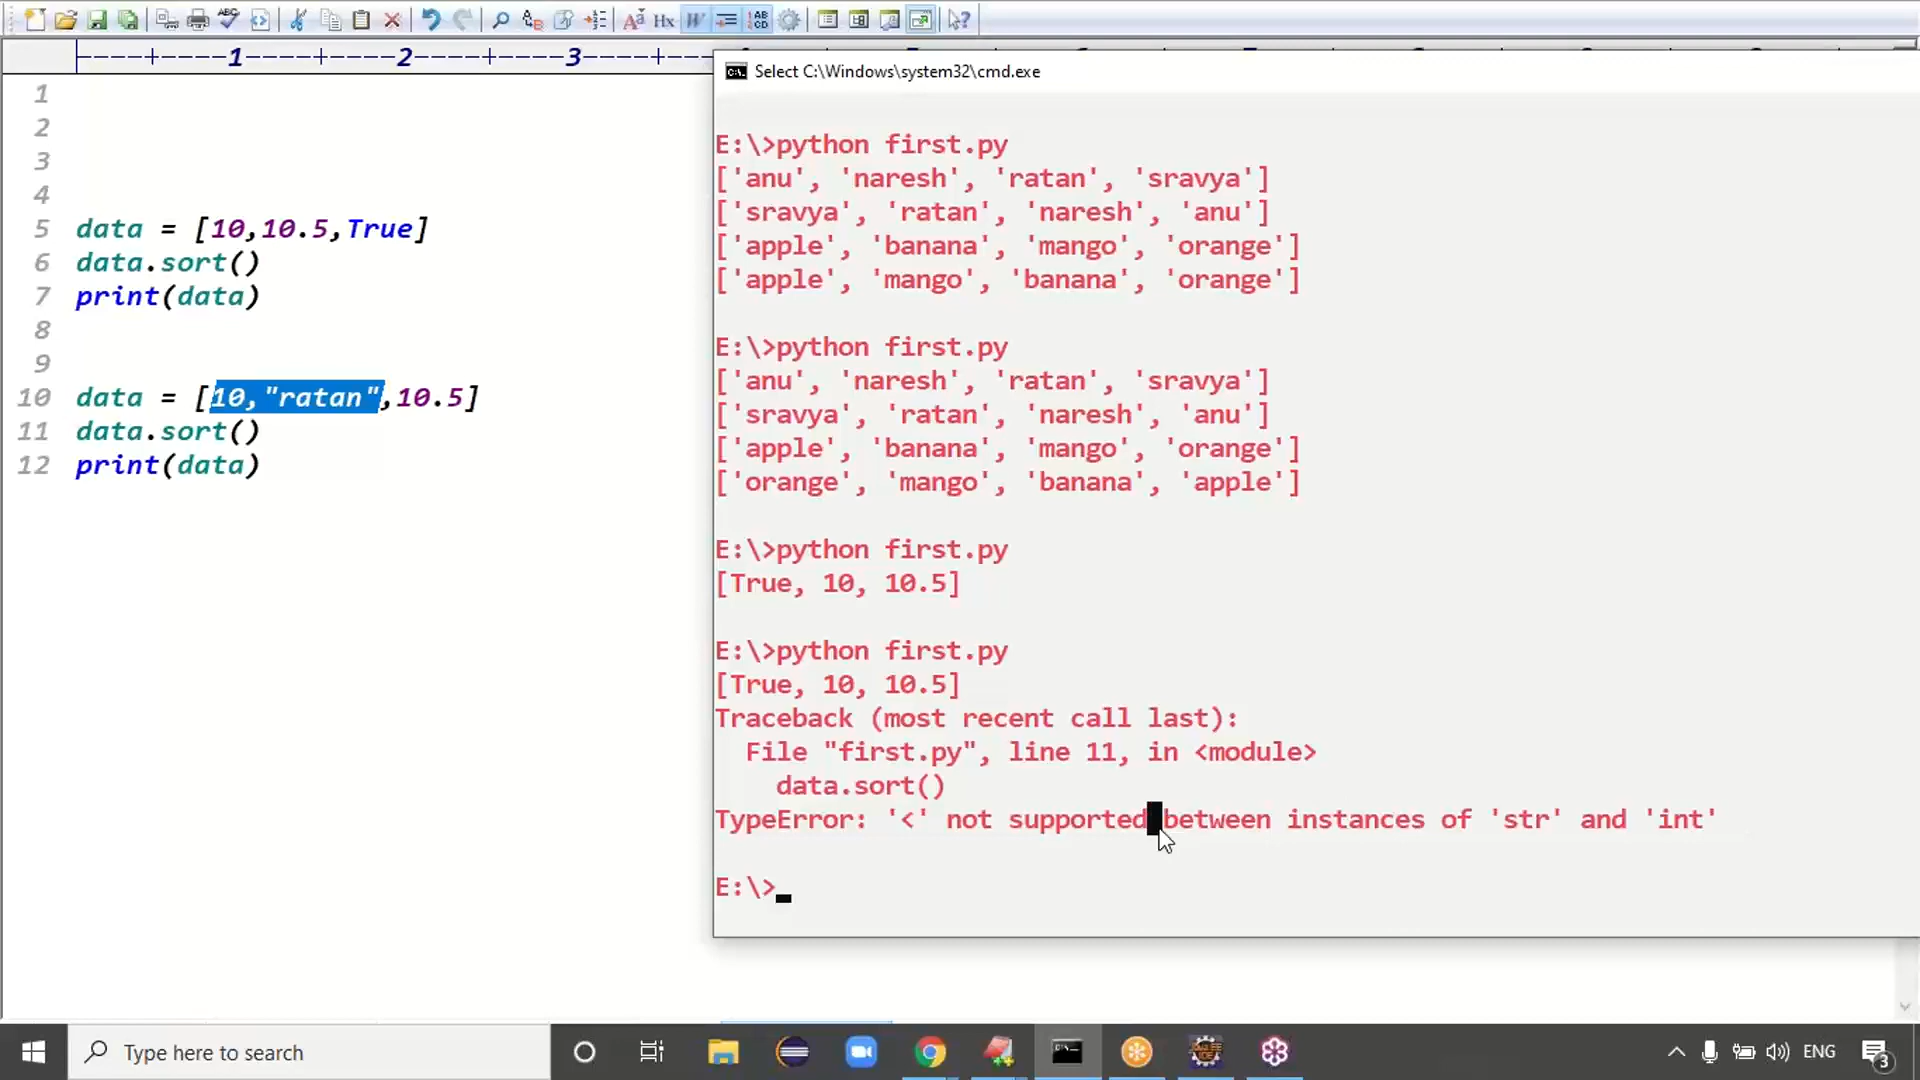 ----+----1----+----2----+----3----+
Select C:\Windows\system32\cmd.exe
1
2
3
4
5 data = [10,10.5,True]
6 data.sort()
7 print(data)
8
9
10 data = [10,"ratan",10.5]
11 data.sort()
12 print(data)
E:\>python first.py
['anu', 'naresh', 'ratan', 'sravya']
['sravya', 'ratan', 'naresh', 'anu']
['apple', 'banana', 'mango', 'orange']
['apple', 'mango', 'banana', 'orange']
E:\>python first.py
['anu', 'naresh', 'ratan', 'sravya']
['sravya', 'ratan', 'naresh', 'anu']
['apple', 'banana', 'mango', 'orange']
['orange', 'mango', 'banana', 'apple']
E:\>python first.py
[True, 10, 10.5]
E:\>python first.py
[True, 10, 10.5]
Traceback (most recent call last):
File "first.py", line 11, in <module>
data.sort()
TypeError: '<' not supported between instances of 'str' and 'int'
E:\>
Type here to search
ENG
3